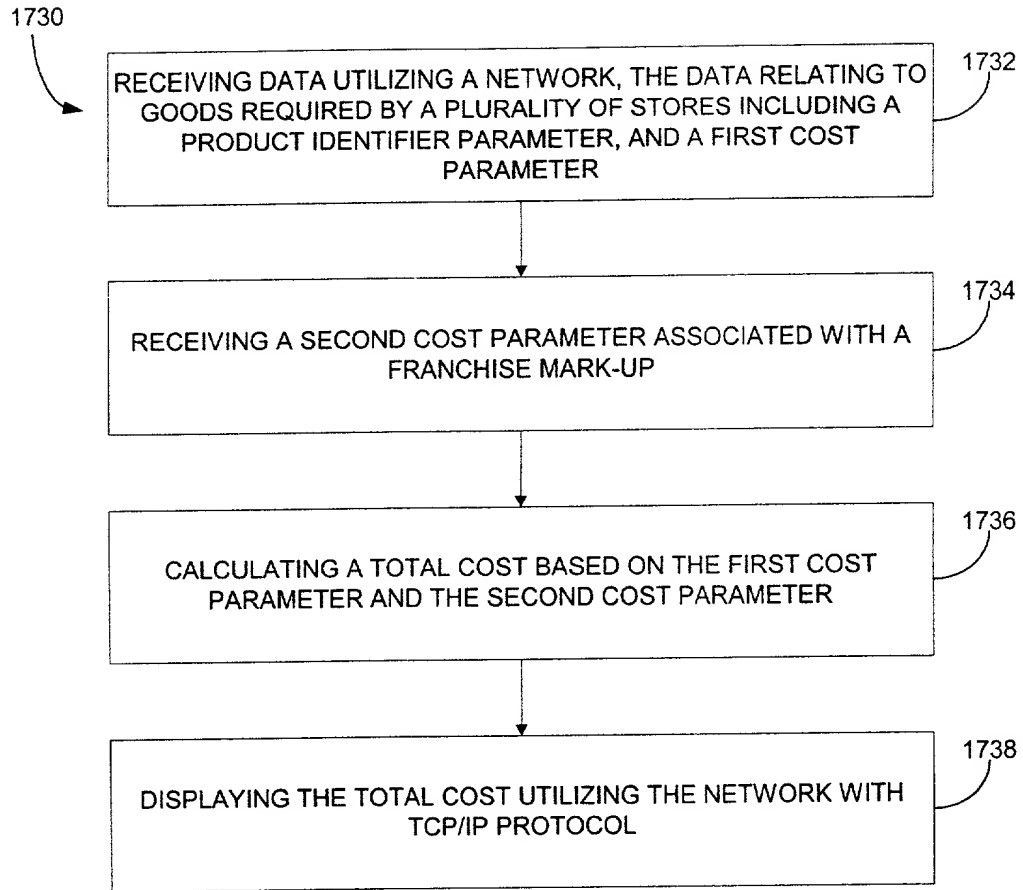 1730
1732
RECEIVING DATA UTILIZING A NETWORK, THE DATA RELATING TO
GOODS REQUIRED BY A PLURALITY OF STORES INCLUDING A
PRODUCT IDENTIFIER PARAMETER, AND A FIRST COST
PARAMETER
1734
RECEIVING A SECOND COST PARAMETER ASSOCIATED WITH A
FRANCHISE MARK-UP
1736
CALCULATING A TOTAL COST BASED ON THE FIRST COST
PARAMETER AND THE SECOND COST PARAMETER
1738
DISPLAYING THE TOTAL COST UTILIZING THE NETWORK WITH
TCP/IP PROTOCOL